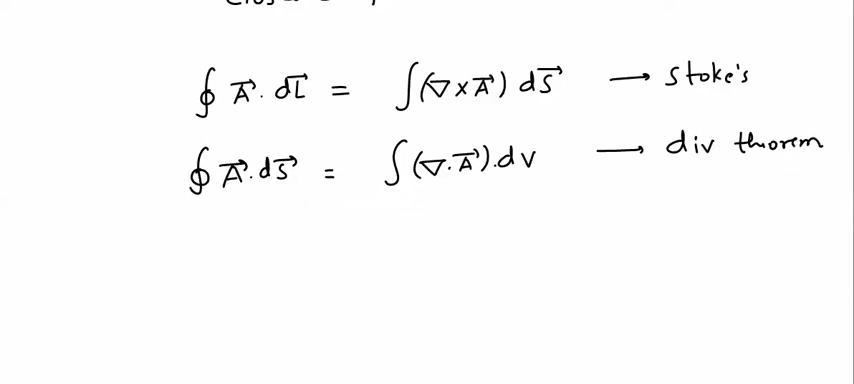 ∮ A⃗ . dL⃗ = ∫(∇ × A⃗) dS⃗ → stoke's
∮ A⃗ . dS⃗ = ∫(∇ . A⃗) . dv → div thorem